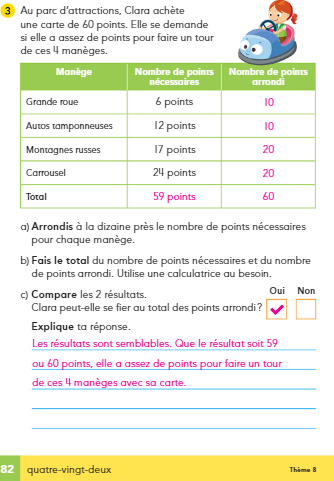 3 Au parc d'attractions, Clara achète
une carte de 60 points. Elle se demande
si elle a assez de points pour faire un tour
de ces 4 manèges.
Manège Nombre de points nécessaires Nombre de points arrondi
Grande roue 6 points 10
Autos tamponneuses 12 points 10
Montagnes russes 17 points 20
Carrousel 24 points 20
Total 59 points 60
a) Arrondis à la dizaine près le nombre de points nécessaires
pour chaque manège.
b) Fais le total du nombre de points nécessaires et du nombre
de points arrondi. Utilise une calculatrice au besoin.
c) Compare les 2 résultats. Oui Non
Clara peut-elle se fier au total des points arrondi?
Explique ta réponse.
Les résultats sont semblables. Que le résultat soit 59
ou 60 points, elle a assez de points pour faire un tour
de ces 4 manèges avec sa carte.
82 quatre-vingt-deux Thème 8